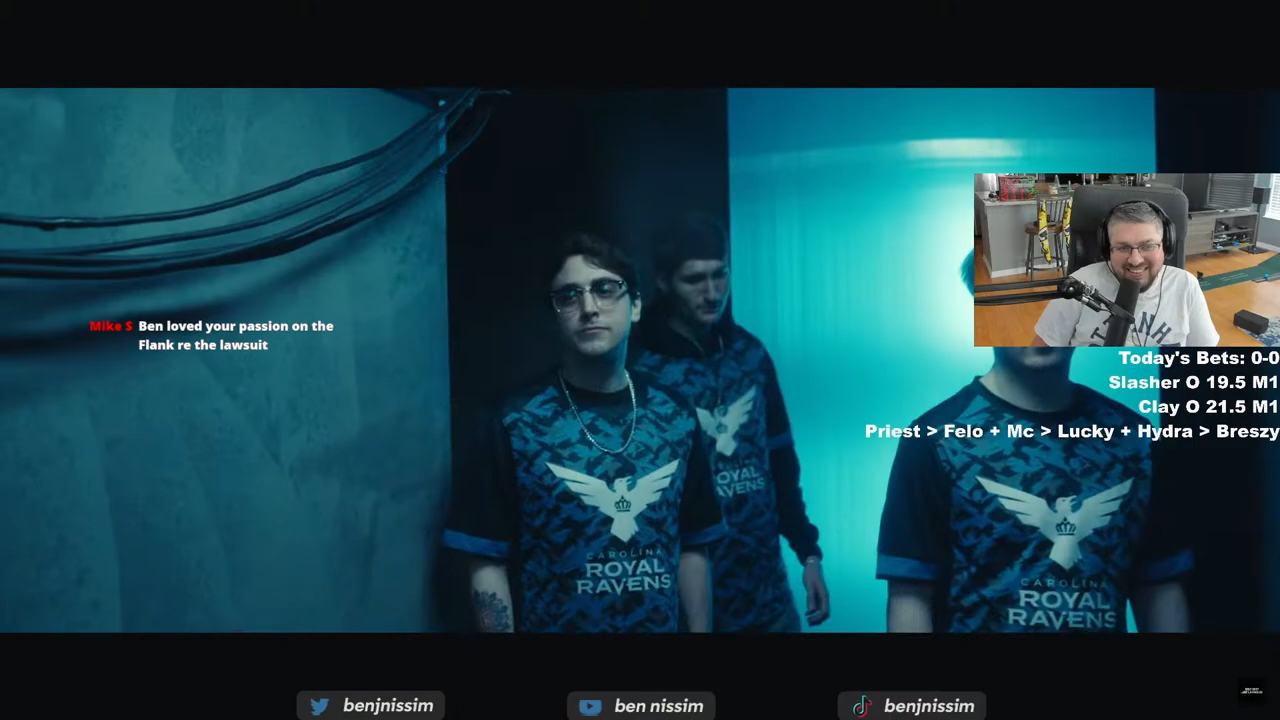 Mike S Ben loved your passion on the
Flank re the lawsuit
Today's Bets: 0-0
Slasher O 19.5 M1
Clay O 21.5 M1
Priest > Felo + Mc > Lucky + Hydra > Breszy
CAROLINA
ROYAL
RAVENS
ROYAL
RAVENS
CAROLINA
ROYAL
RAVENS
benjnissim
ben nissim
benjnissim